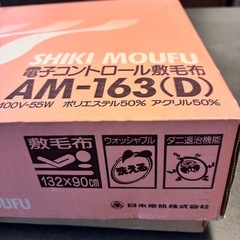 SHIKI MOUFU
電子コントロール敷毛布
AM-163(D)
100V-55W ポリエステル50% アクリル50%
敷毛布
ウォッシャブル
ダニ退治機能
洗える
132×90cm
MOUFU
日本電熱株式会社